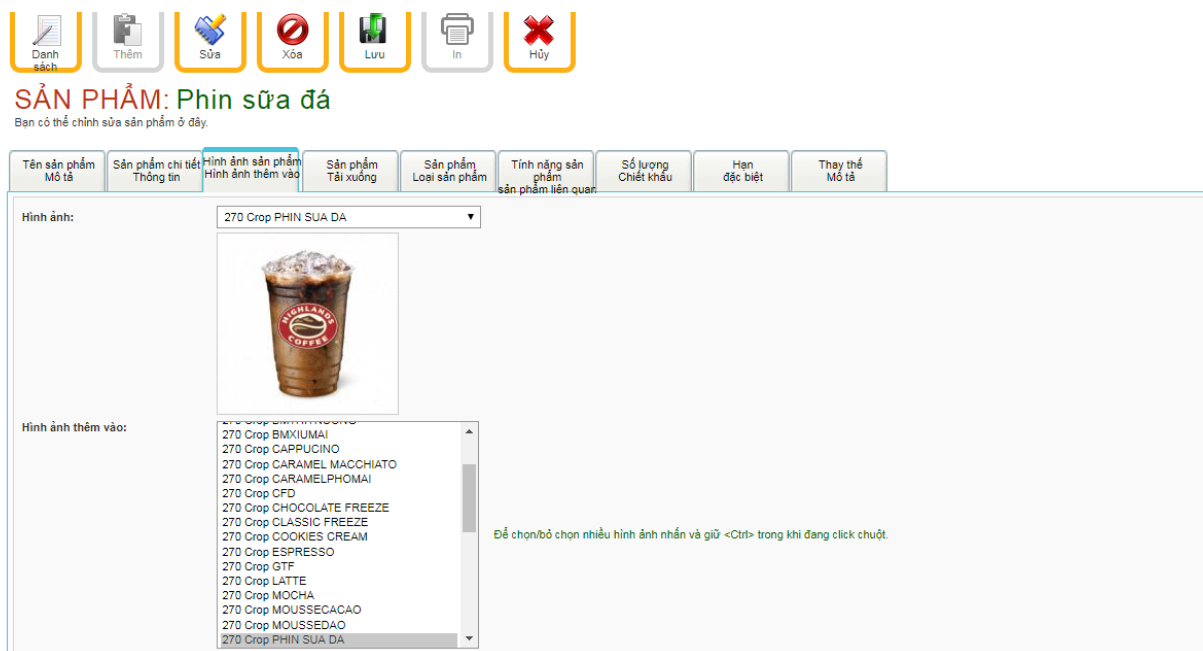 Danh
sách
Thêm
Sửa
Xóa
Lưu
In
Hủy
SẢN PHẨM: Phin sữa đá
Bạn có thể chỉnh sửa sản phẩm ở đây.
Tên sản phẩm
Mô tả
Sản phẩm chi tiết
Thông tin
Hình ảnh sản phẩm
Hình ảnh thêm vào
Sản phẩm
Tải xuống
Sản phẩm
Loại sản phẩm
Tính năng sản
phẩm
sản phẩm liên quan
Số lượng
Chiết khấu
Hạn
đặc biệt
Thay thế
Mô tả
Hình ảnh:
270 Crop PHIN SUA DA
HIGHLANDS
COFFEE
Hình ảnh thêm vào:
270 Crop BMXIUMAI
270 Crop CAPPUCINO
270 Crop CARAMEL MACCHIATO
270 Crop CARAMELPHOMAI
270 Crop CFD
270 Crop CHOCOLATE FREEZE
270 Crop CLASSIC FREEZE
270 Crop COOKIES CREAM
270 Crop ESPRESSO
270 Crop GTF
270 Crop LATTE
270 Crop MOCHA
270 Crop MOUSSECACAO
270 Crop MOUSSEDAO
270 Crop PHIN SUA DA
Để chọn/bỏ chọn nhiều hình ảnh nhấn và giữ <Ctrl> trong khi đang click chuột.